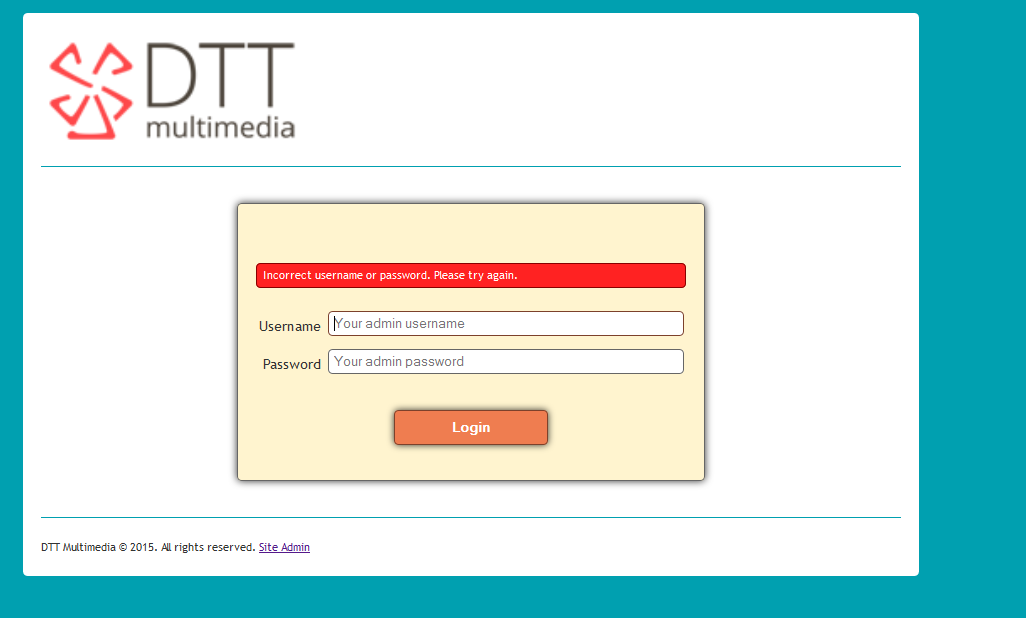 DTT
multimedia
Incorrect username or password. Please try again.
Username Your admin username
Password Your admin password
Login
DTT Multimedia © 2015. All rights reserved. Site Admin